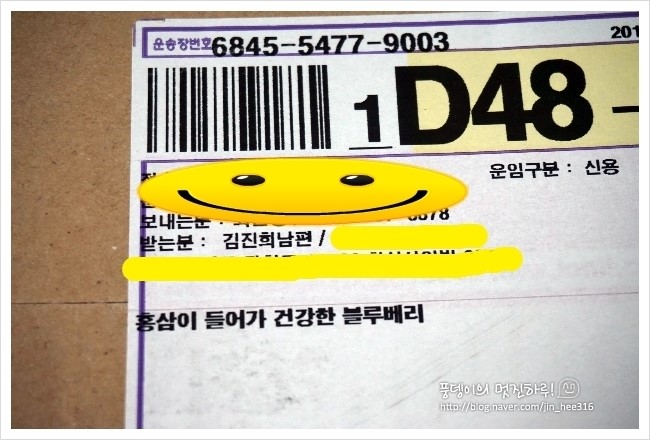 운송장번호 6845-5477-9003 201
1 D48-
운임구분 : 신용
보내는분 : 6878
받는분 : 김진희남편 /
홍삼이 들어가 건강한 블루베리
풍뎅이의 멋진하루!
http://blog.naver.com/jin_hee316